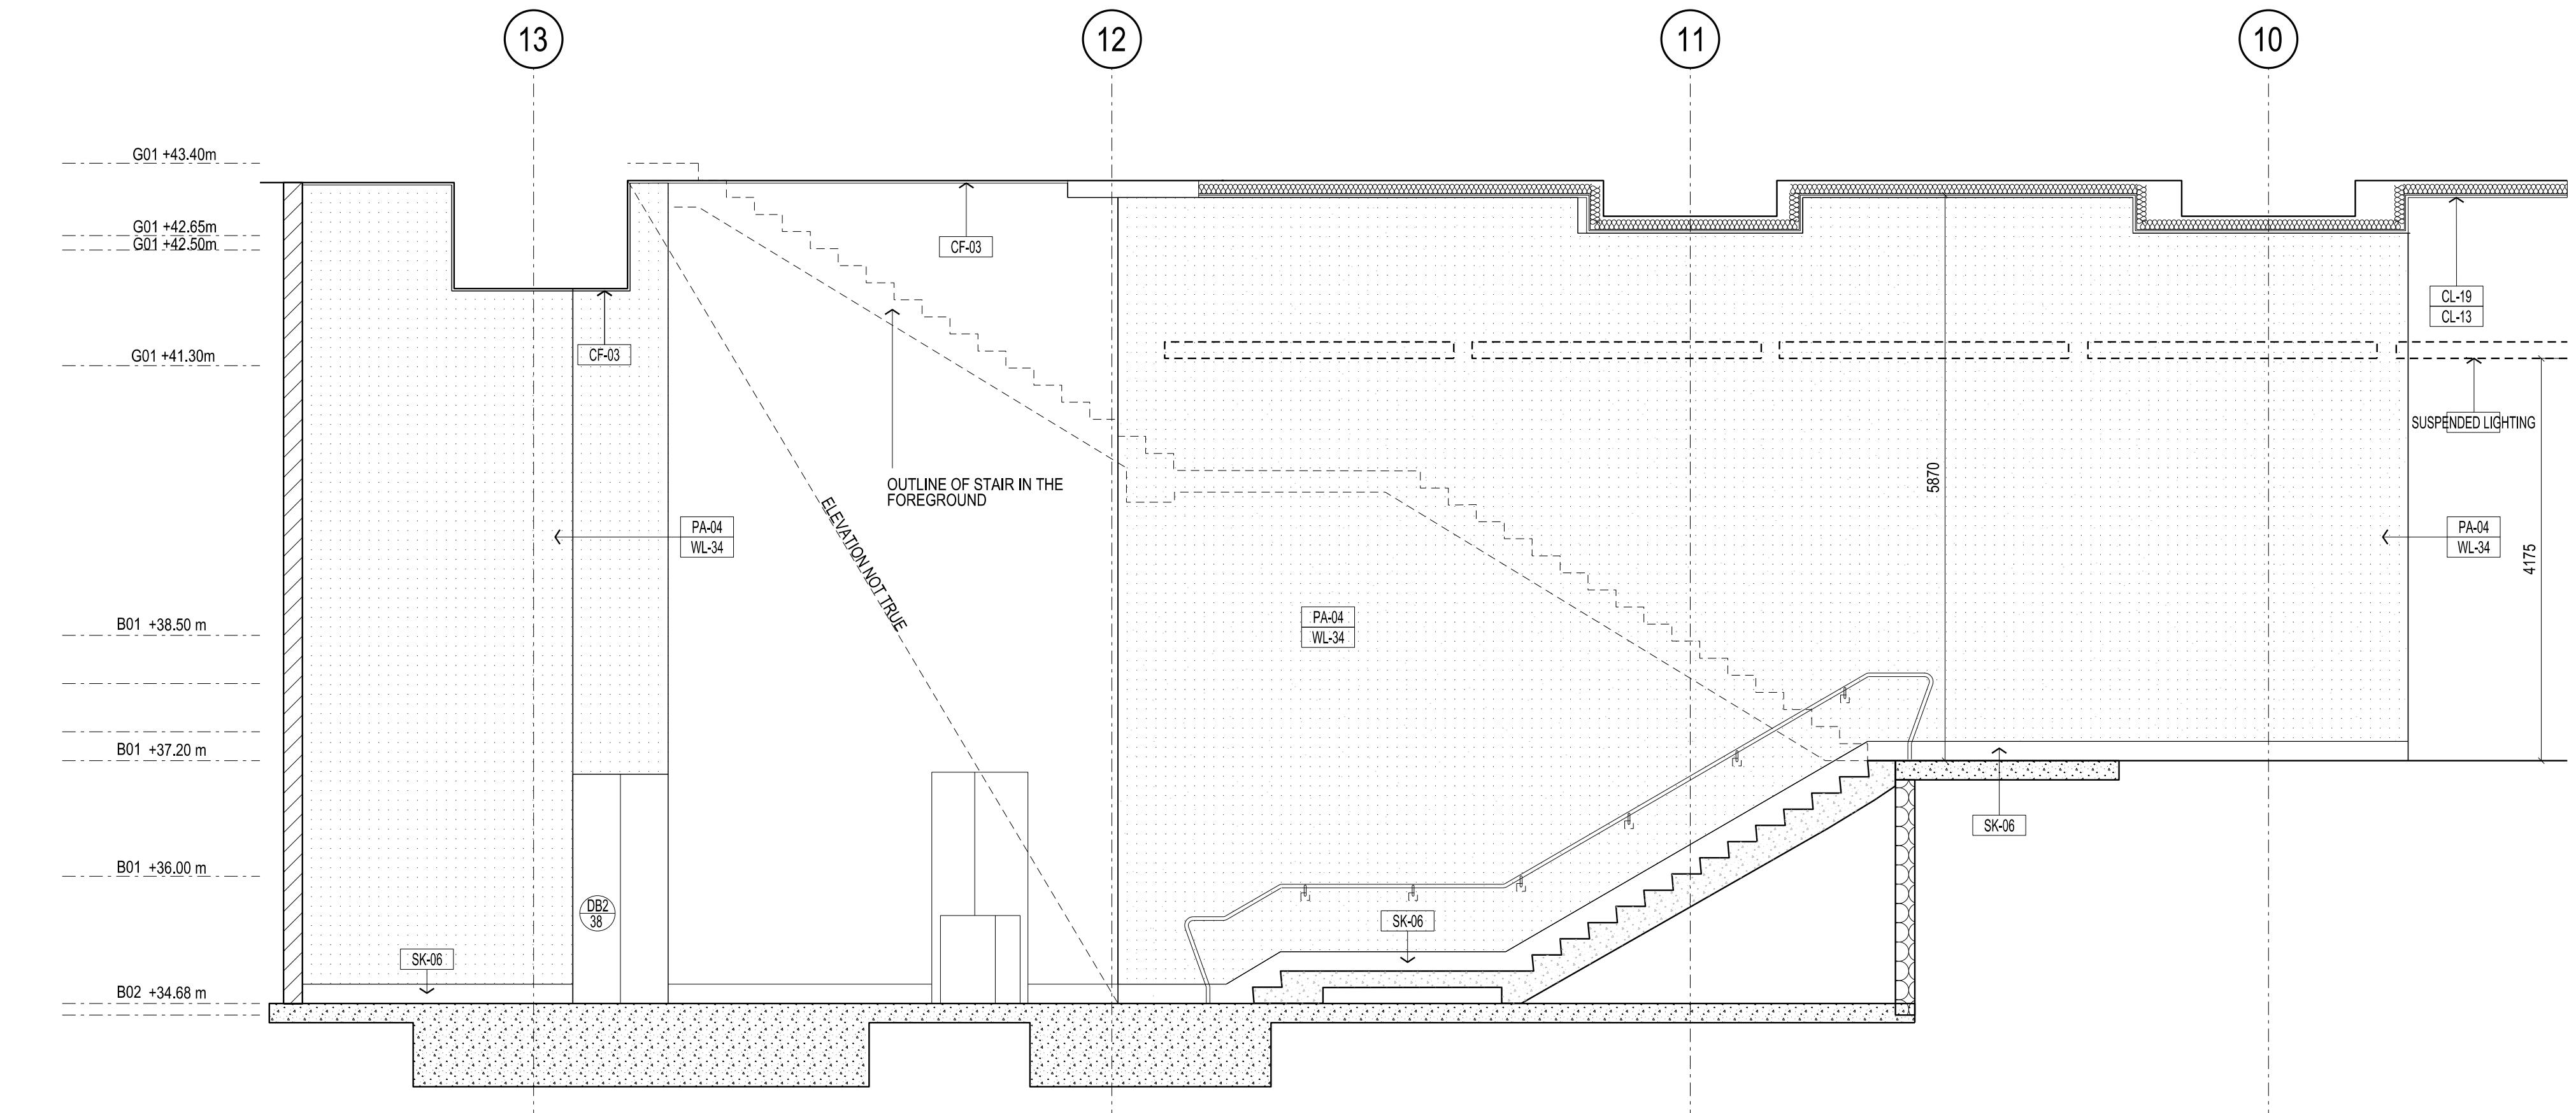 13
12
11
10
G01 +43.40m
G01 +42.65m
G01 +42.50m
G01 +41.30m
B01 +38.50 m
B01 +37.20 m
B01 +36.00 m
B02 +34.68 m
CF-03
CF-03
CL-19
CL-13
SUSPENDED LIGHTING
OUTLINE OF STAIR IN THE
FOREGROUND
ELEVATION NOT TRUE
5870
4175
PA-04
WL-34
PA-04
WL-34
PA-04
WL-34
SK-06
DB2
38
SK-06
SK-06